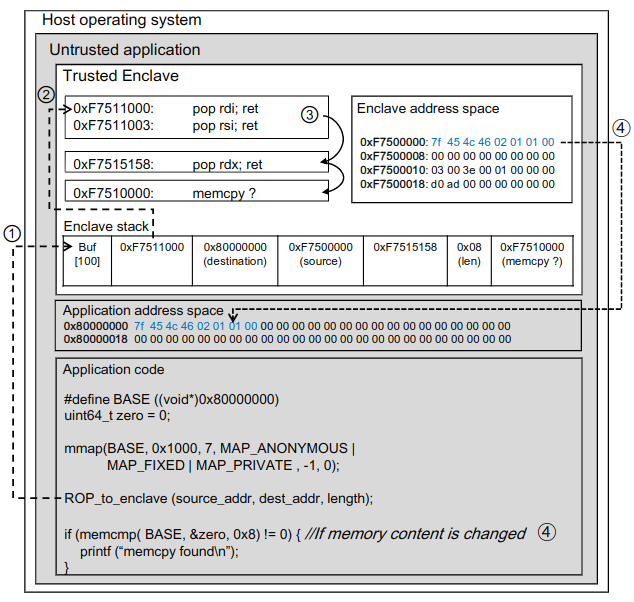 Host operating system
Untrusted application
Trusted Enclave
②
0xF7511000: pop rdi; ret
0xF7511003: pop rsi; ret
③
0xF7515158: pop rdx; ret
0xF7510000: memcpy ?
Enclave address space
④
0xF7500000: 7f 45 4c 46 02 01 01 00
0xF7500008: 00 00 00 00 00 00 00 00
0xF7500010: 03 00 3e 00 01 00 00 00
0xF7500018: d0 ad 00 00 00 00 00 00
Enclave stack
①
Buf [100]
0xF7511000
0x80000000 (destination)
0xF7500000 (source)
0xF7515158
0x08 (len)
0xF7510000 (memcpy ?)
Application address space
0x80000000 7f 45 4c 46 02 01 01 00 00 00 00 00 00 00 00 00 00 00 00 00 00 00 00 00
0x80000018 00 00 00 00 00 00 00 00 00 00 00 00 00 00 00 00 00 00 00 00 00 00 00 00
Application code
#define BASE ((void*)0x80000000)
uint64_t zero = 0;
mmap(BASE, 0x1000, 7, MAP_ANONYMOUS |
MAP_FIXED | MAP_PRIVATE , -1, 0);
ROP_to_enclave (source_addr, dest_addr, length);
if (memcmp( BASE, &zero, 0x8) != 0) { //If memory content is changed ④
printf (“memcpy found\n”);
}